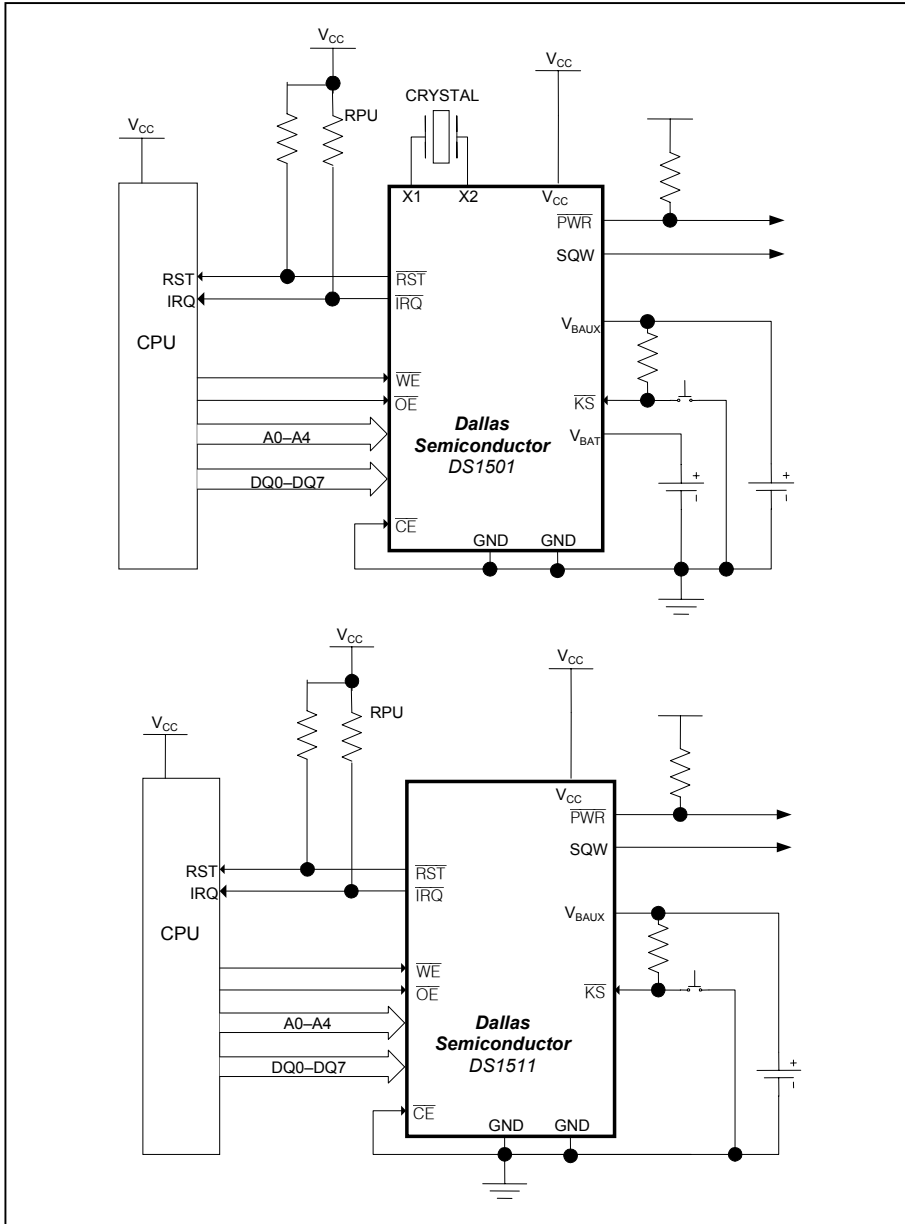 VCC
VCC
CRYSTAL
RPU
VCC
X1 X2 VCC
PWR
SQW
RST RST
IRQ IRQ
VBAUX
CPU
WE
OE KS
A0–A4
Dallas
Semiconductor
DS1501
VBAT
DQ0–DQ7
+
-
+
-
CE
GND GND
VCC
VCC
RPU
VCC
VCC
PWR
SQW
RST RST
IRQ IRQ
VBAUX
CPU
WE
OE KS
A0–A4
Dallas
Semiconductor
DS1511
DQ0–DQ7
+
-
CE
GND GND